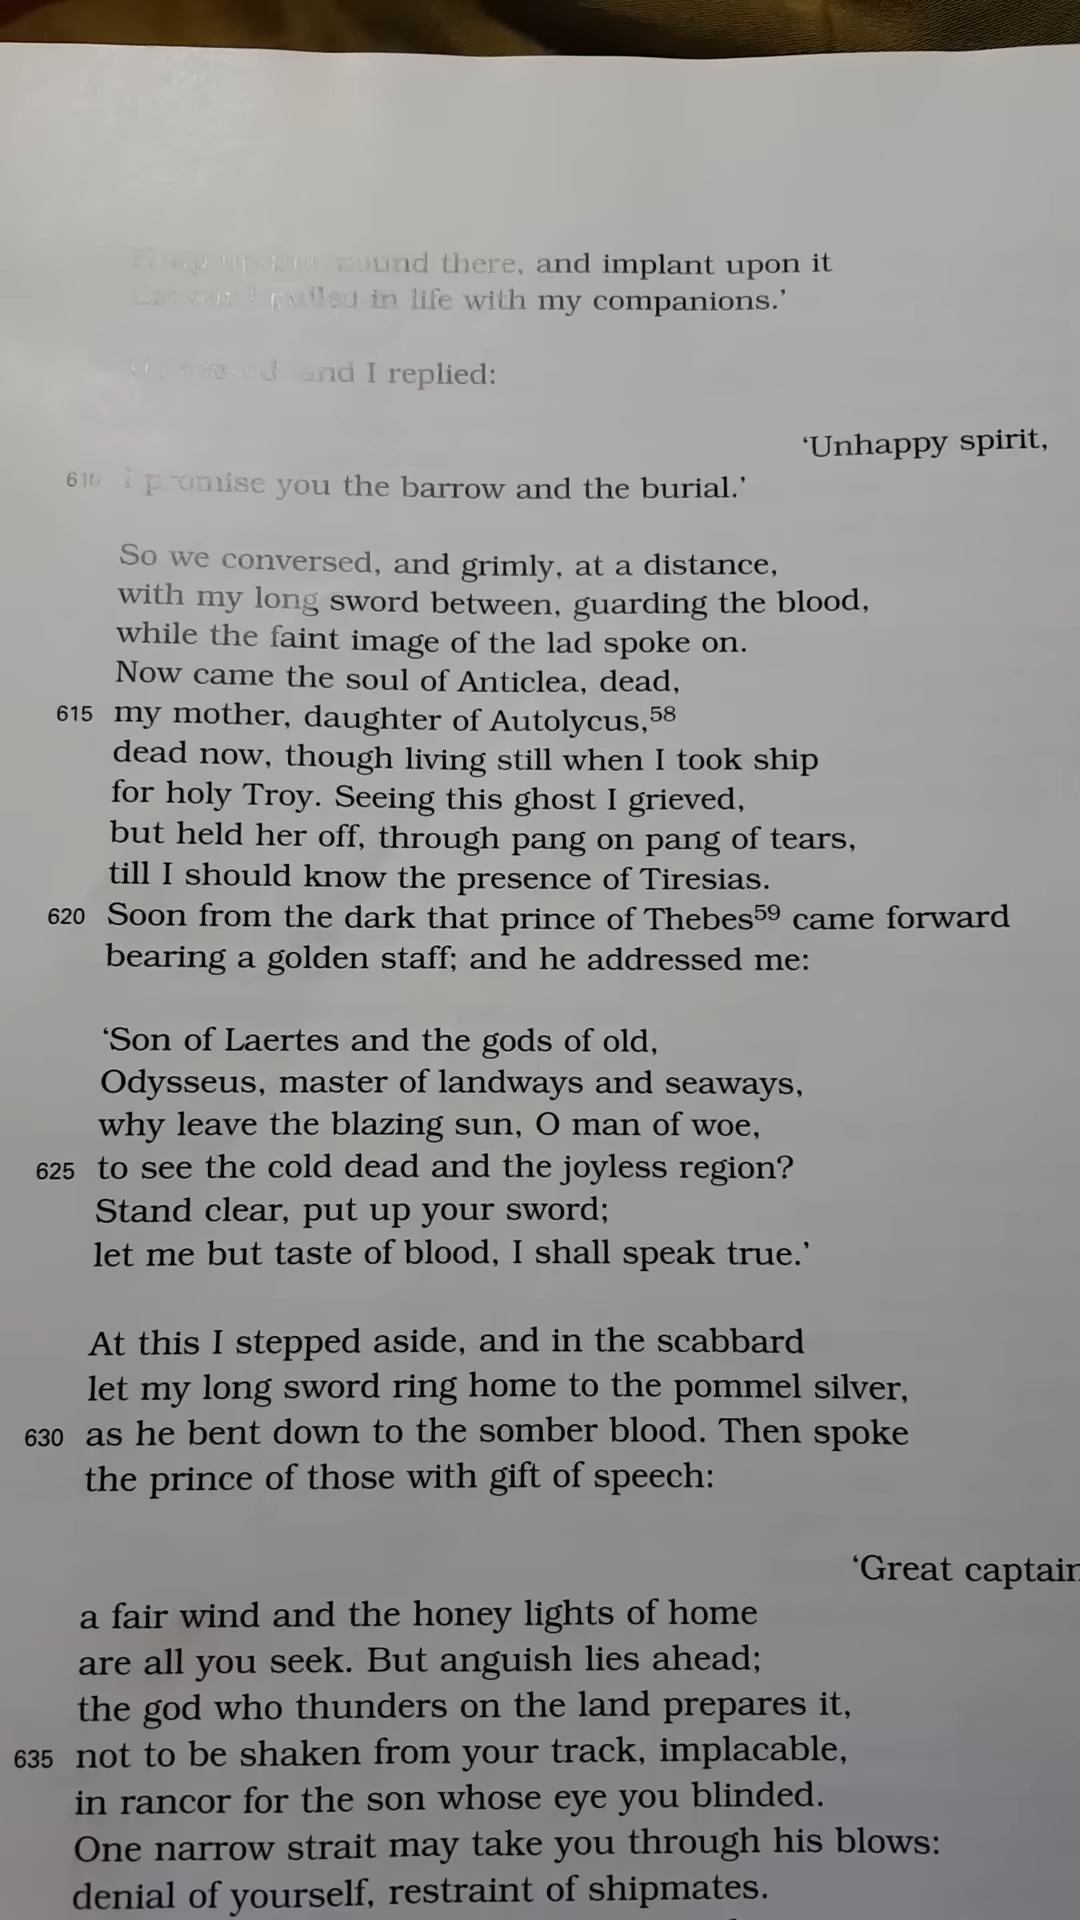 mound there, and implant upon it
pulled in life with my companions.'
and I replied:
'Unhappy spirit,
610 I promise you the barrow and the burial.'
So we conversed, and grimly, at a distance,
with my long sword between, guarding the blood,
while the faint image of the lad spoke on.
Now came the soul of Anticlea, dead,
615 my mother, daughter of Autolycus,58
dead now, though living still when I took ship
for holy Troy. Seeing this ghost I grieved,
but held her off, through pang on pang of tears,
till I should know the presence of Tiresias.
620 Soon from the dark that prince of Thebes59 came forward
bearing a golden staff; and he addressed me:
'Son of Laertes and the gods of old,
Odysseus, master of landways and seaways,
why leave the blazing sun, O man of woe,
625 to see the cold dead and the joyless region?
Stand clear, put up your sword;
let me but taste of blood, I shall speak true.'
At this I stepped aside, and in the scabbard
let my long sword ring home to the pommel silver,
630 as he bent down to the somber blood. Then spoke
the prince of those with gift of speech:
'Great captain
a fair wind and the honey lights of home
are all you seek. But anguish lies ahead;
the god who thunders on the land prepares it,
635 not to be shaken from your track, implacable,
in rancor for the son whose eye you blinded.
One narrow strait may take you through his blows:
denial of yourself, restraint of shipmates.